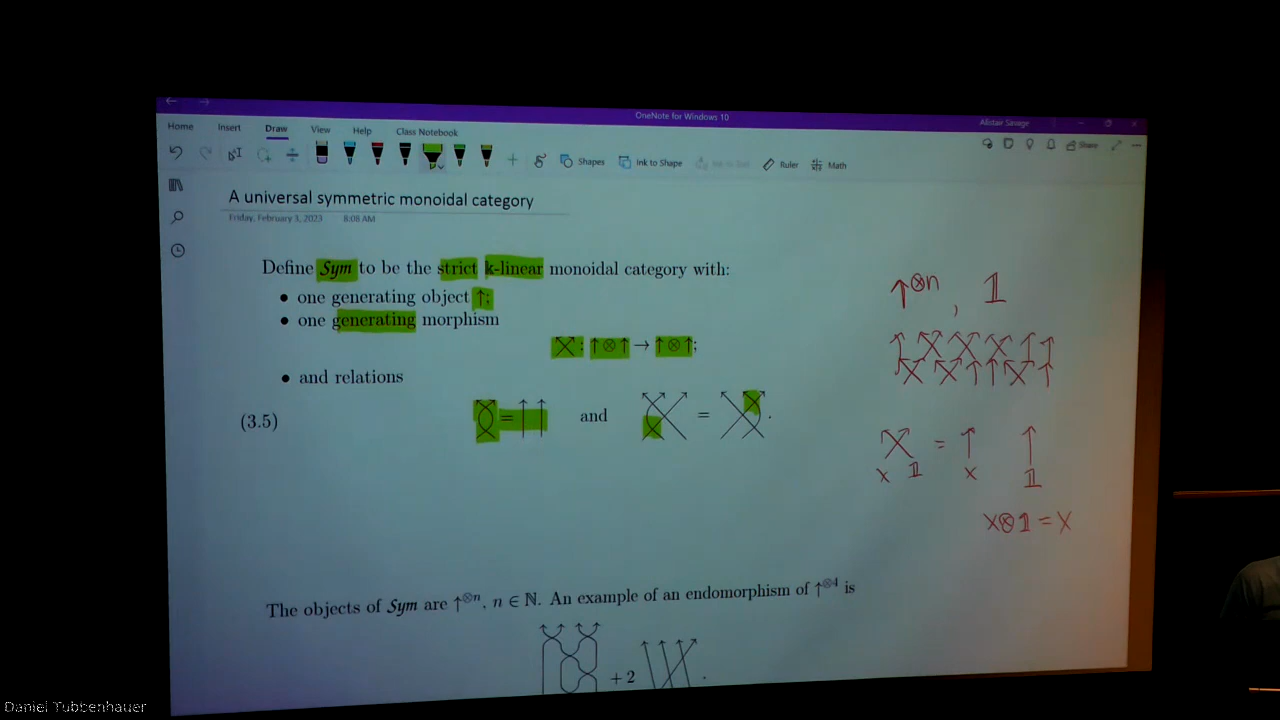 OneNote for Windows 10
Alistair Savage
Home Insert Draw View Help Class Notebook
Shapes Ink to Shape Ruler Math Share
A universal symmetric monoidal category
Friday, February 3, 2023 8:08 AM
Define Sym to be the strict k-linear monoidal category with:
• one generating object ↑;
• one generating morphism
: ↑ ⊗ ↑ → ↑ ⊗ ↑;
• and relations
(3.5) = ↑ ↑ and = .
↑⊗n , 𝟙
= ↑ ↑
x 𝟙 x 𝟙
x⊗𝟙 = x
The objects of Sym are ↑⊗n, n ∈ ℕ. An example of an endomorphism of ↑⊗4 is
+ 2 .
Daniel Tubbenhauer